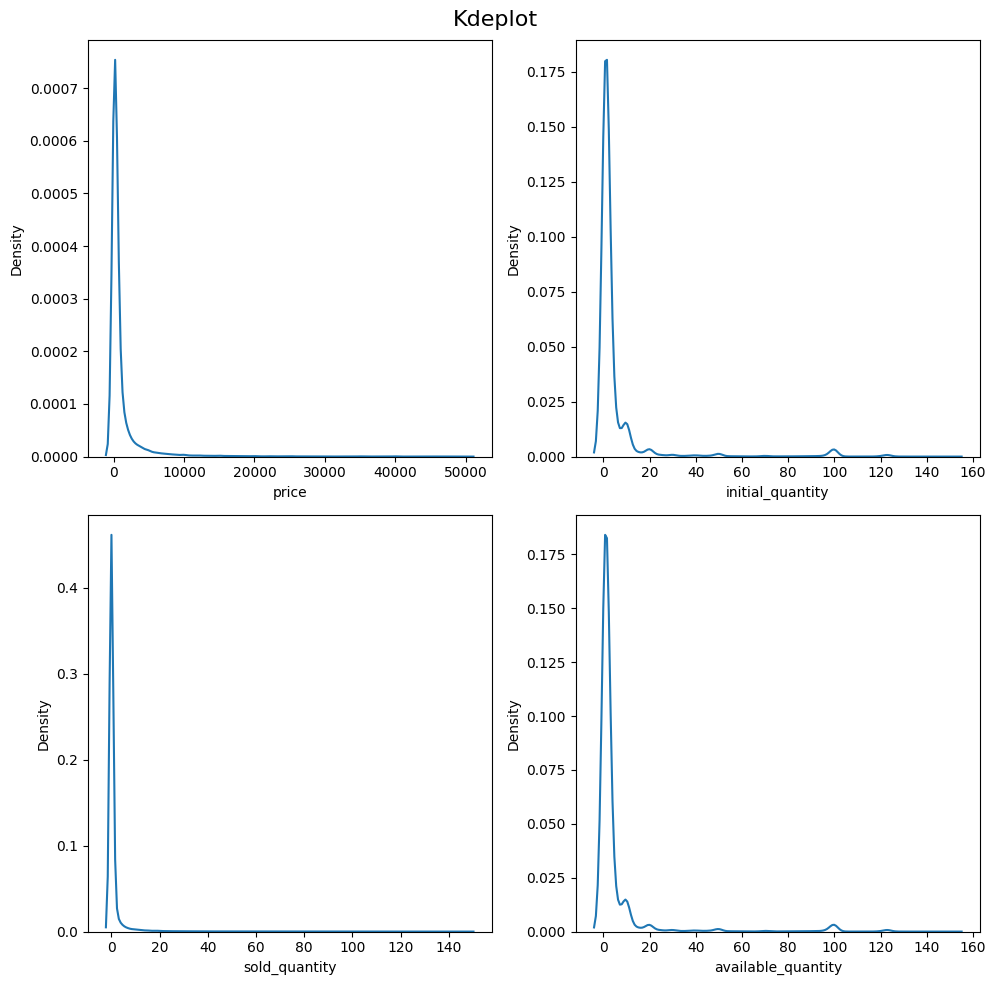 Kdeplot
0.0007
0.0006
0.0005
0.0004
0.0003
0.0002
0.0001
0.0000
Density
0 10000 20000 30000 40000 50000
price
0.175
0.150
0.125
0.100
0.075
0.050
0.025
0.000
Density
0 20 40 60 80 100 120 140 160
initial_quantity
0.4
0.3
0.2
0.1
0.0
Density
0 20 40 60 80 100 120 140
sold_quantity
0.175
0.150
0.125
0.100
0.075
0.050
0.025
0.000
Density
0 20 40 60 80 100 120 140 160
available_quantity